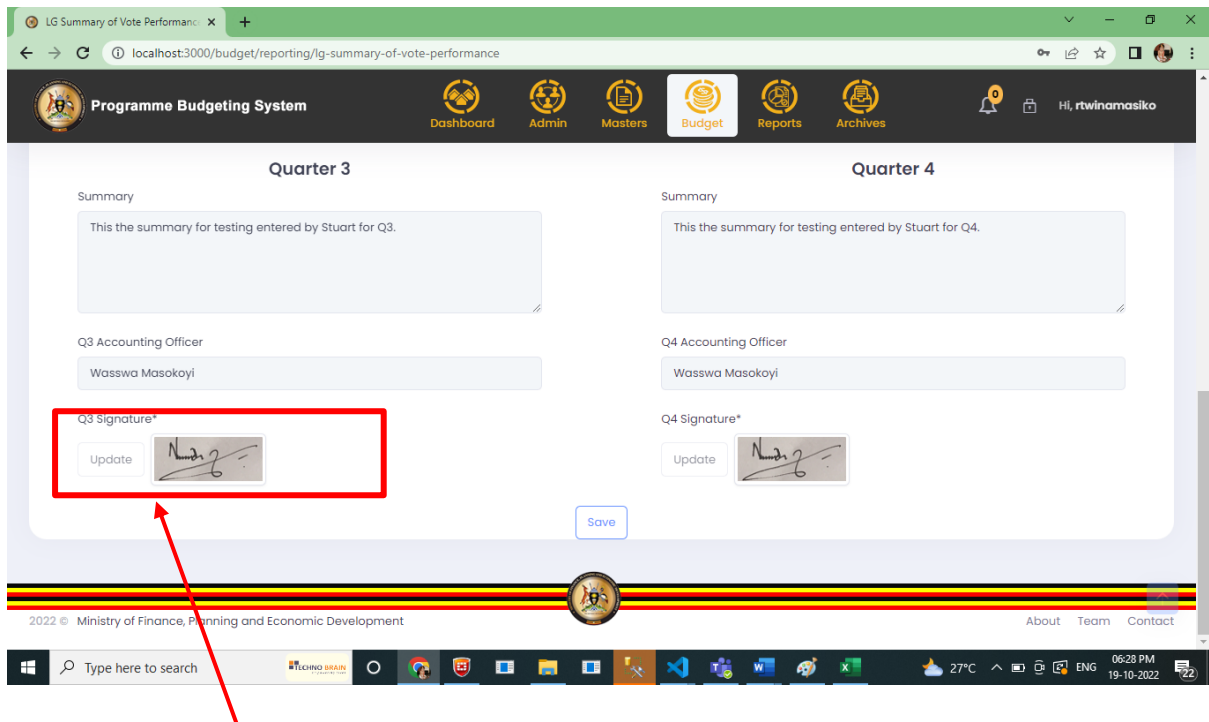 LG Summary of Vote Performanc
localhost:3000/budget/reporting/lg-summary-of-vote-performance
Programme Budgeting System
Dashboard
Admin
Masters
Budget
Reports
Archives
0
Hi, rtwinamasiko
Quarter 3
Quarter 4
Summary
Summary
This the summary for testing entered by Stuart for Q3.
This the summary for testing entered by Stuart for Q4.
Q3 Accounting Officer
Q4 Accounting Officer
Wasswa Masokoyi
Wasswa Masokoyi
Q3 Signature*
Q4 Signature*
Update
Update
Save
2022 © Ministry of Finance, Planning and Economic Development
About Team Contact
Type here to search
TECHNO BRAIN
27°C
ENG
06:28 PM
19-10-2022
22